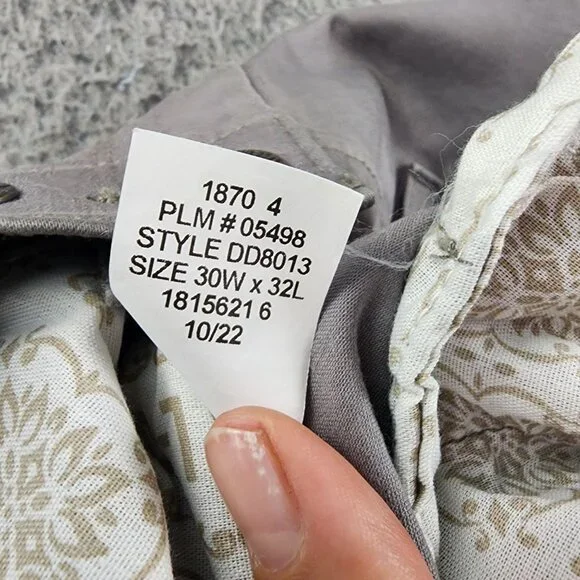 1870 4
PLM # 05498
STYLE DD8013
SIZE 30W x 32L
1815621 6
10/22